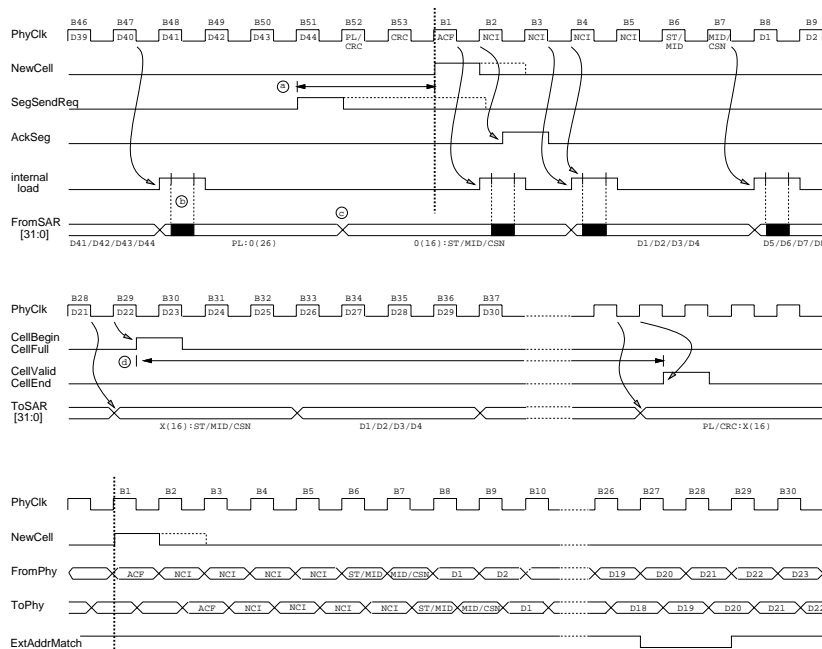 B46 B47 B48 B49 B50 B51 B52 B53 B1 B2 B3 B4 B5 B6 B7 B8 B9
PhyClk D39 D40 D41 D42 D43 D44 PL/CRC CRC ACF NCI NCI NCI NCI ST/MID MID/CSN D1 D2
NewCell
a
SegSendReq
AckSeg
internal load
b
c
FromSAR [31:0]
D41/D42/D43/D44 PL:0(26) 0(16):ST/MID/CSN D1/D2/D3/D4 D5/D6/D7/D8
B28 B29 B30 B31 B32 B33 B34 B35 B36 B37
PhyClk D21 D22 D23 D24 D25 D26 D27 D28 D29 D30
CellBegin
CellFull
d
CellValid
CellEnd
ToSAR [31:0]
X(16):ST/MID/CSN D1/D2/D3/D4 PL/CRC:X(16)
B1 B2 B3 B4 B5 B6 B7 B8 B9 B10 B26 B27 B28 B29 B30
PhyClk
NewCell
FromPhy ACF NCI NCI NCI NCI ST/MID MID/CSN D1 D2 D19 D20 D21 D22 D23
ToPhy ACF NCI NCI NCI NCI ST/MID MID/CSN D1 D18 D19 D20 D21 D22
ExtAddrMatch